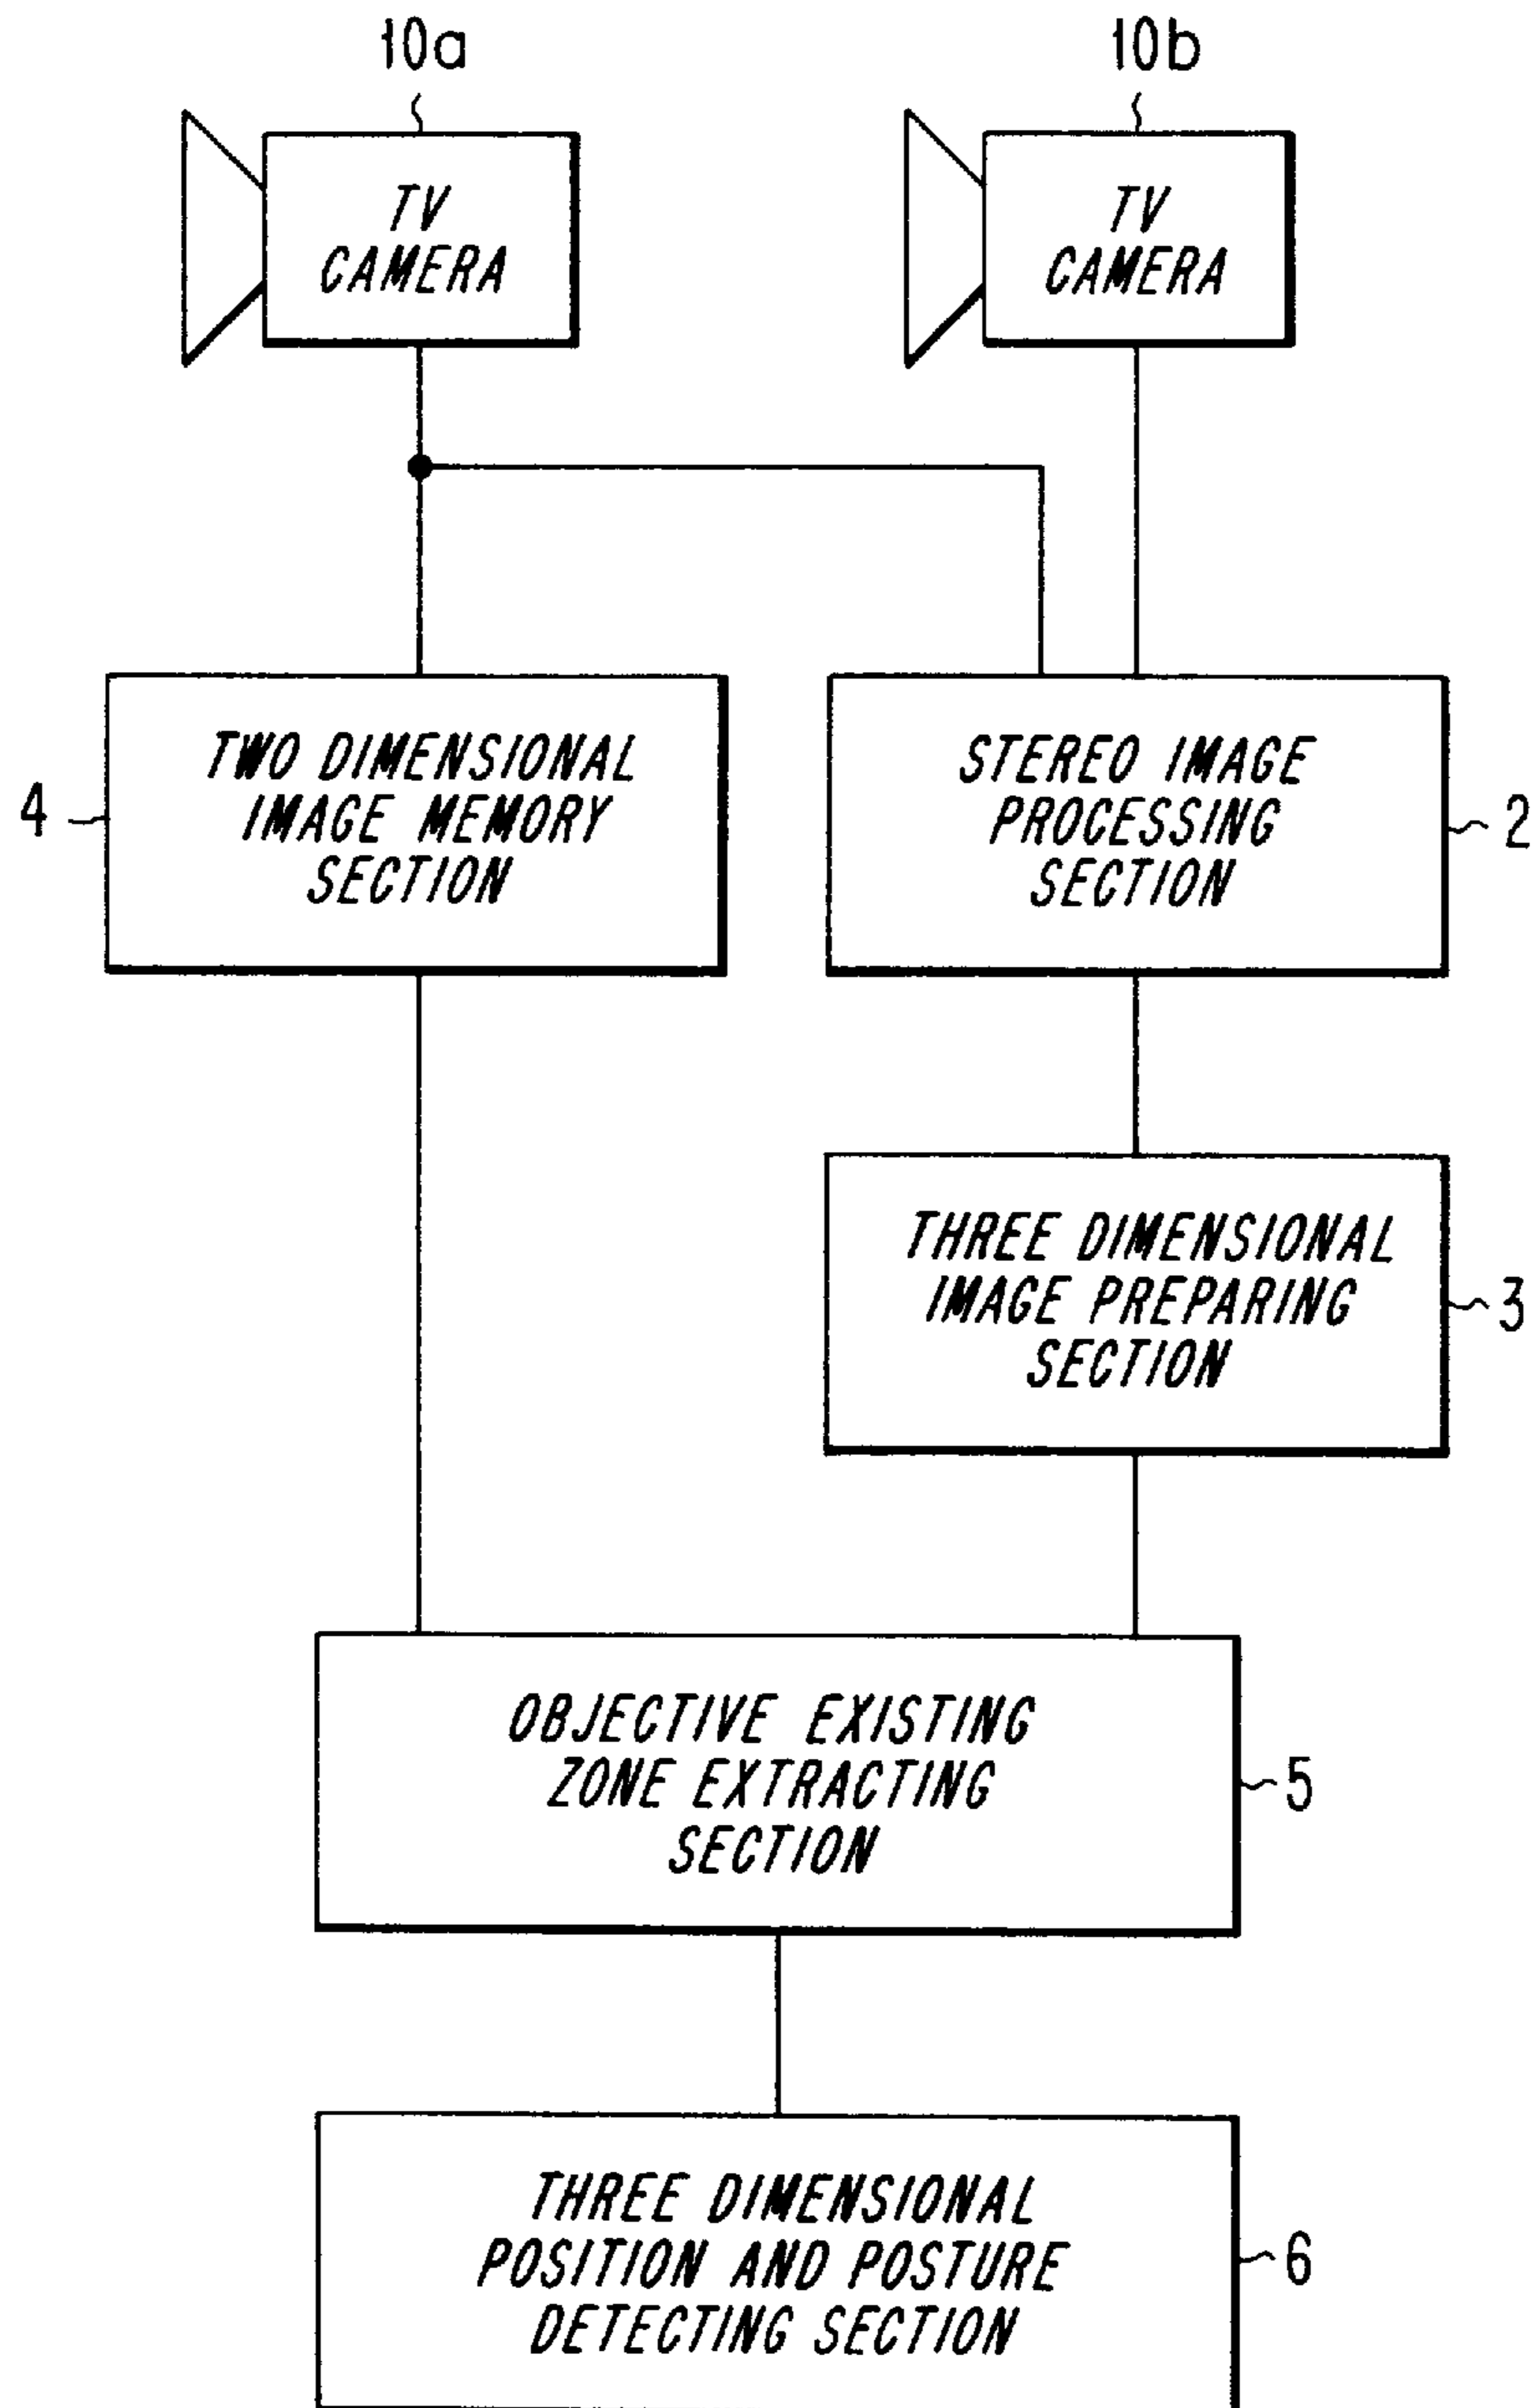 10a
10b
TV
CAMERA
TV
CAMERA
TWO DIMENSIONAL
IMAGE MEMORY
SECTION
4
STEREO IMAGE
PROCESSING
SECTION
2
THREE DIMENSIONAL
IMAGE PREPARING
SECTION
3
OBJECTIVE EXISTING
ZONE EXTRACTING
SECTION
5
THREE DIMENSIONAL
POSITION AND POSTURE
DETECTING SECTION
6